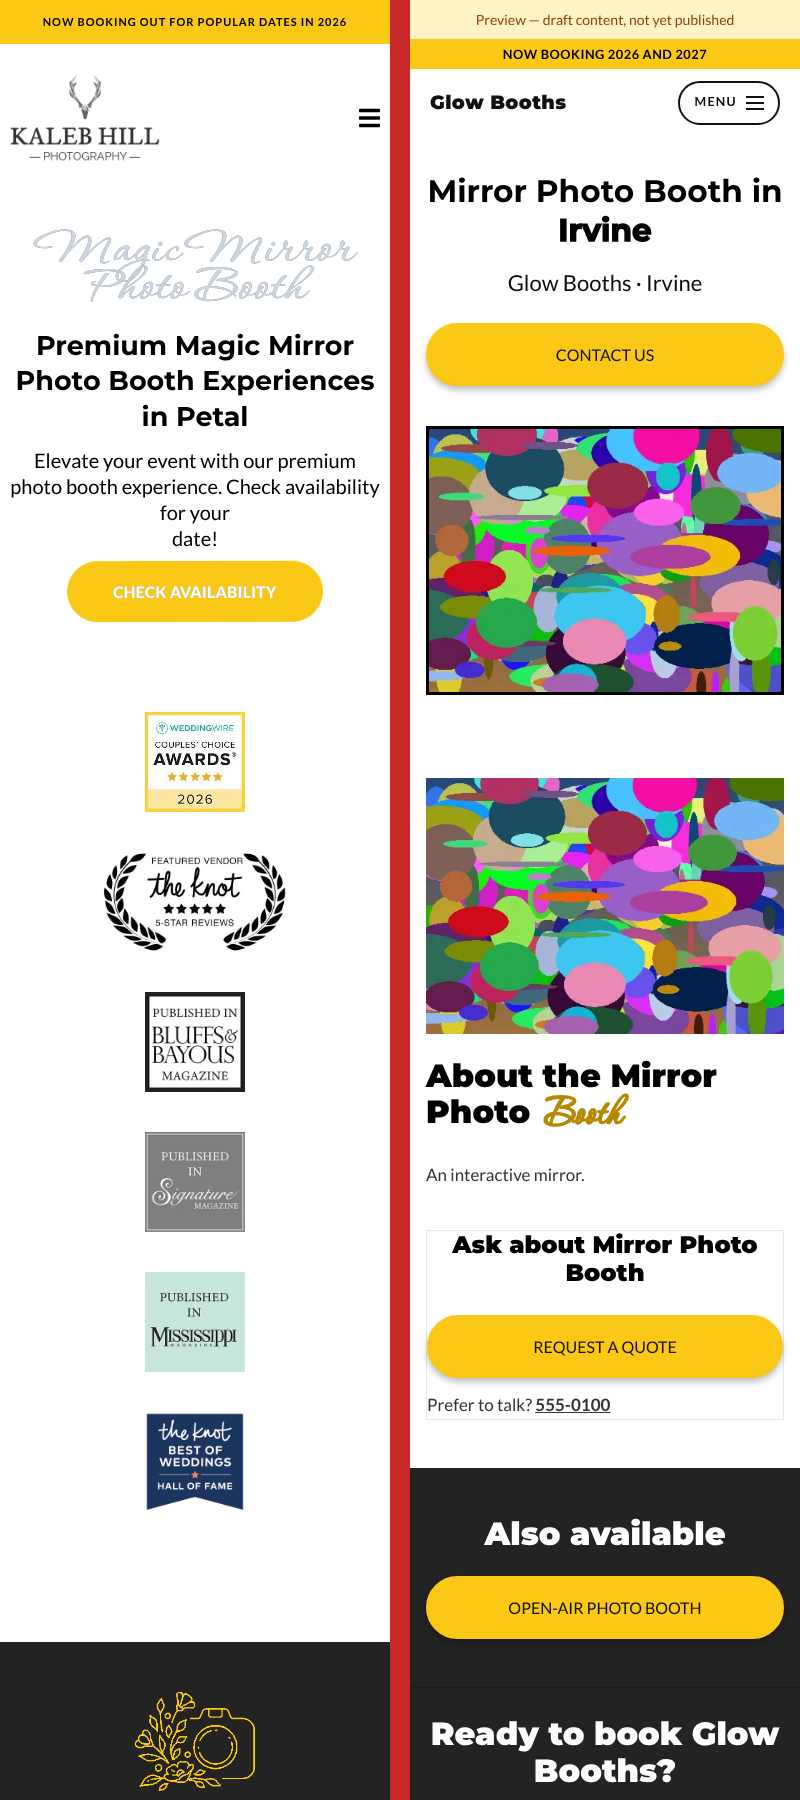 NOW BOOKING OUT FOR POPULAR DATES IN 2026
KALEB HILL
— PHOTOGRAPHY —
Magic Mirror
Photo Booth
Premium Magic Mirror
Photo Booth Experiences
in Petal
Elevate your event with our premium
photo booth experience. Check availability
for your
date!
CHECK AVAILABILITY
WEDDINGWIRE
COUPLES' CHOICE
AWARDS®
2026
FEATURED VENDOR
the knot
5-STAR REVIEWS
PUBLISHED IN
BLUFFS&
BAYOUS
MAGAZINE
PUBLISHED
IN
Signature
MAGAZINE
PUBLISHED
IN
MISSISSIPPI
MAGAZINE
the knot
BEST OF
WEDDINGS
HALL OF FAME
Preview — draft content, not yet published
NOW BOOKING 2026 AND 2027
Glow Booths
MENU
Mirror Photo Booth in
Irvine
Glow Booths · Irvine
CONTACT US
About the Mirror
Photo Booth
An interactive mirror.
Ask about Mirror Photo
Booth
REQUEST A QUOTE
Prefer to talk? 555-0100
Also available
OPEN-AIR PHOTO BOOTH
Ready to book Glow
Booths?